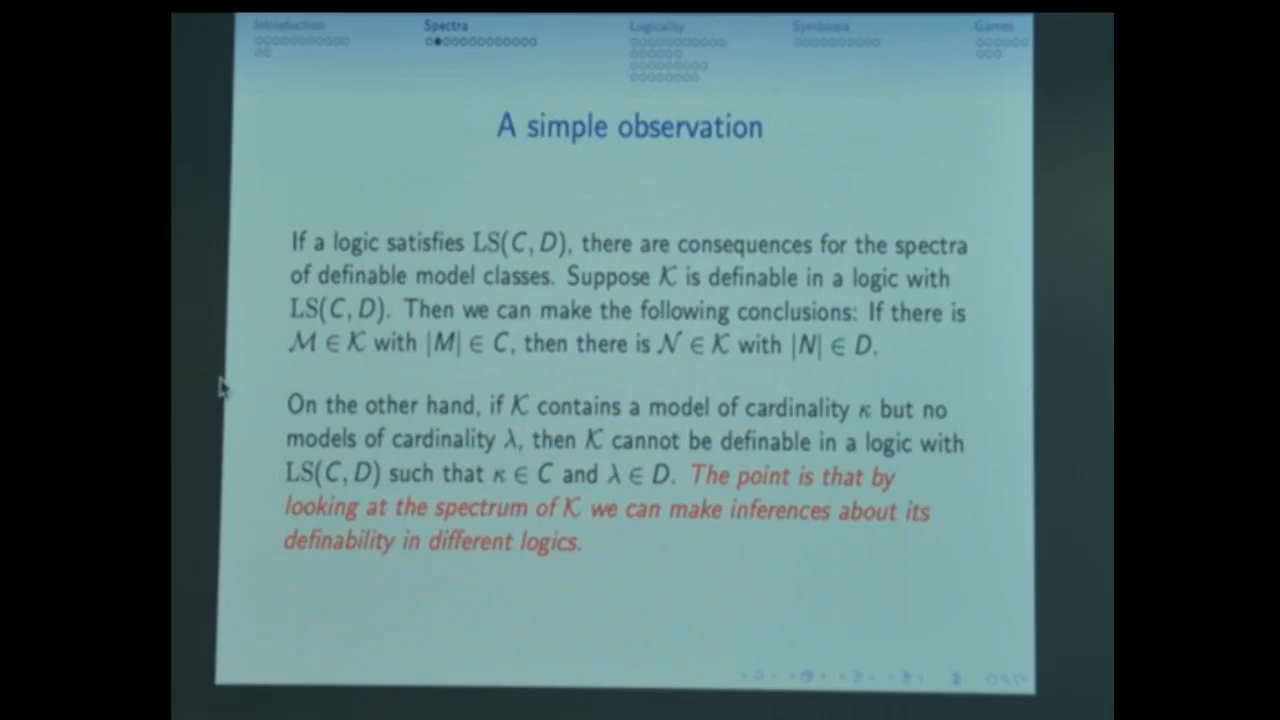 Introduction Spectra Logicality Symbiosis Games
A simple observation
If a logic satisfies LS(C, D), there are consequences for the spectra
of definable model classes. Suppose 𝒦 is definable in a logic with
LS(C, D). Then we can make the following conclusions: If there is
ℳ ∈ 𝒦 with |M| ∈ C, then there is 𝒩 ∈ 𝒦 with |N| ∈ D.
On the other hand, if 𝒦 contains a model of cardinality κ but no
models of cardinality λ, then 𝒦 cannot be definable in a logic with
LS(C, D) such that κ ∈ C and λ ∈ D. The point is that by
looking at the spectrum of 𝒦 we can make inferences about its
definability in different logics.